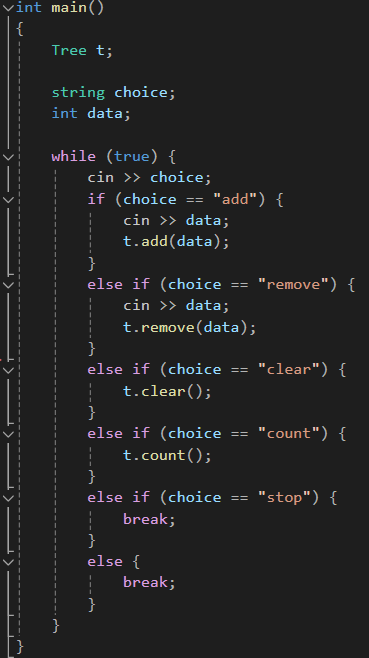 int main()
{
    Tree t;

    string choice;
    int data;

    while (true) {
        cin >> choice;
        if (choice == "add") {
            cin >> data;
            t.add(data);
        }
        else if (choice == "remove") {
            cin >> data;
            t.remove(data);
        }
        else if (choice == "clear") {
            t.clear();
        }
        else if (choice == "count") {
            t.count();
        }
        else if (choice == "stop") {
            break;
        }
        else {
            break;
        }
    }
}